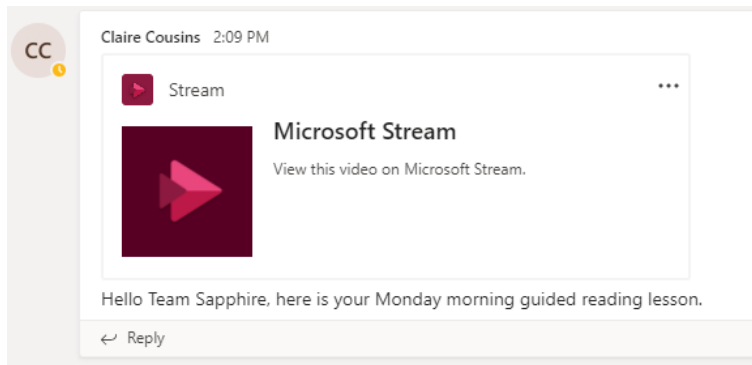 CC
Claire Cousins 2:09 PM
Stream
Microsoft Stream
View this video on Microsoft Stream.
Hello Team Sapphire, here is your Monday morning guided reading lesson.
Reply